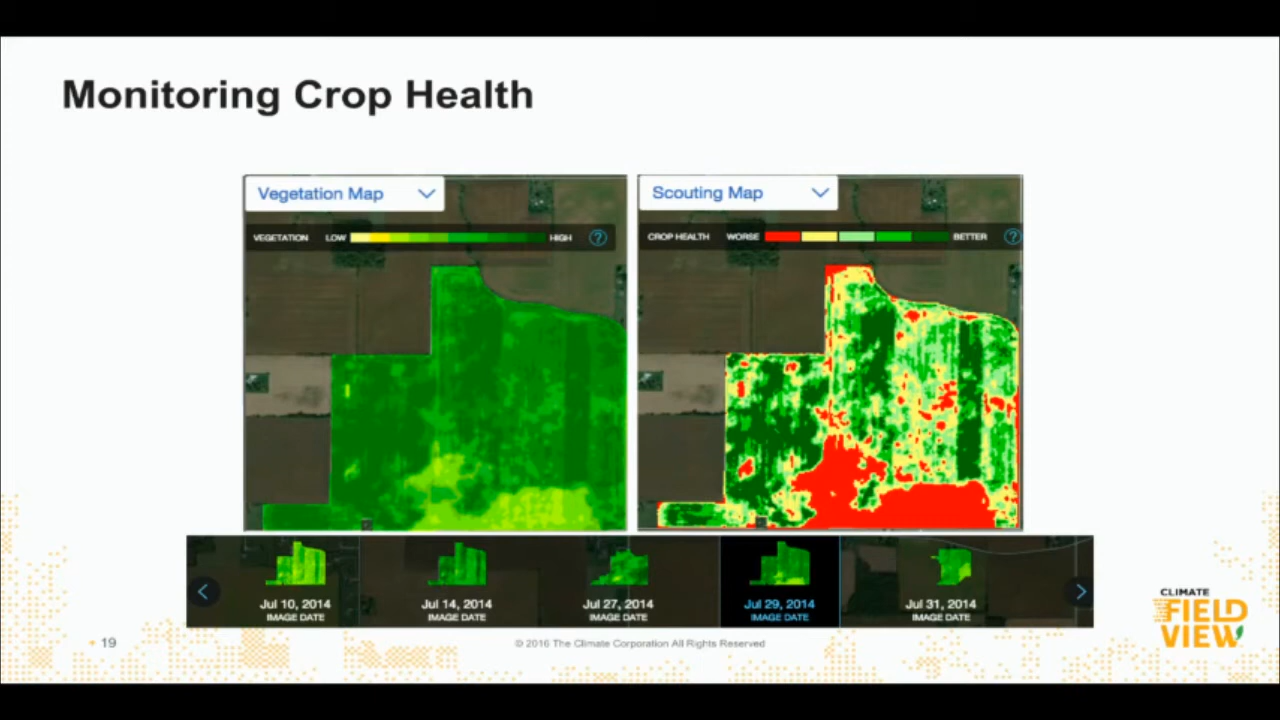 Monitoring Crop Health
Vegetation Map
VEGETATION LOW HIGH ?
Scouting Map
CROP HEALTH WORSE BETTER ?
Jul 10, 2014
IMAGE DATE
Jul 14, 2014
IMAGE DATE
Jul 27, 2014
IMAGE DATE
Jul 29, 2014
IMAGE DATE
Jul 31, 2014
IMAGE DATE
19
© 2016 The Climate Corporation All Rights Reserved
CLIMATE
FIELD
VIEW